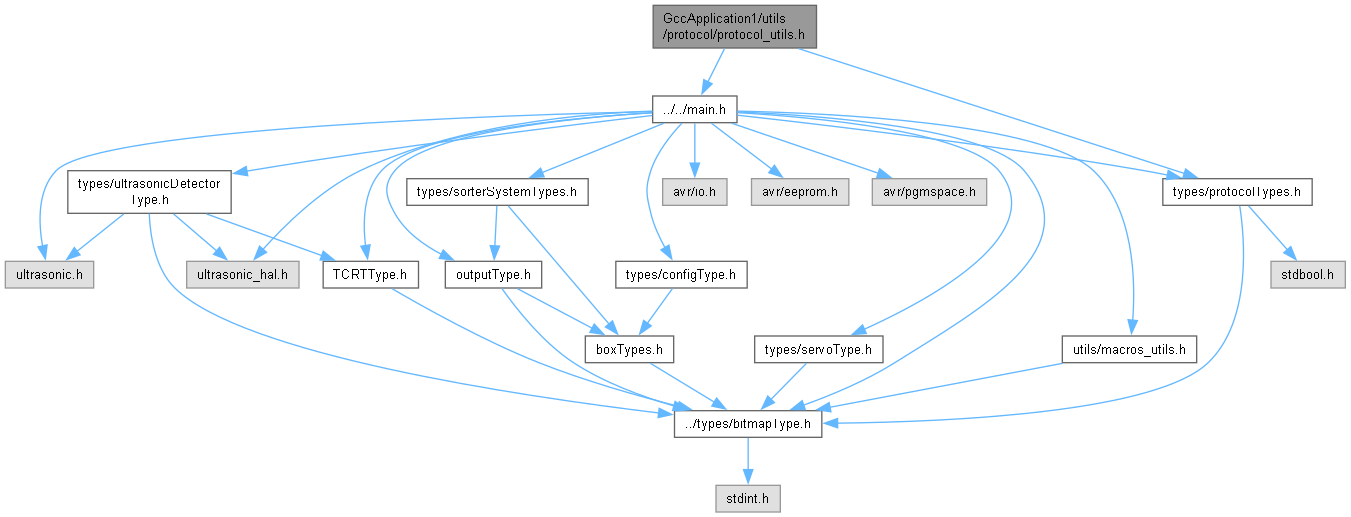 GccApplication1/utils
/protocol/protocol_utils.h
../../main.h
types/ultrasonicDetector
Type.h
types/sorterSystemTypes.h
avr/io.h
avr/eeprom.h
avr/pgmspace.h
types/protocolTypes.h
ultrasonic.h
ultrasonic_hal.h
TCRTType.h
outputType.h
types/configType.h
stdbool.h
boxTypes.h
types/servoType.h
utils/macros_utils.h
../types/bitmapType.h
stdint.h